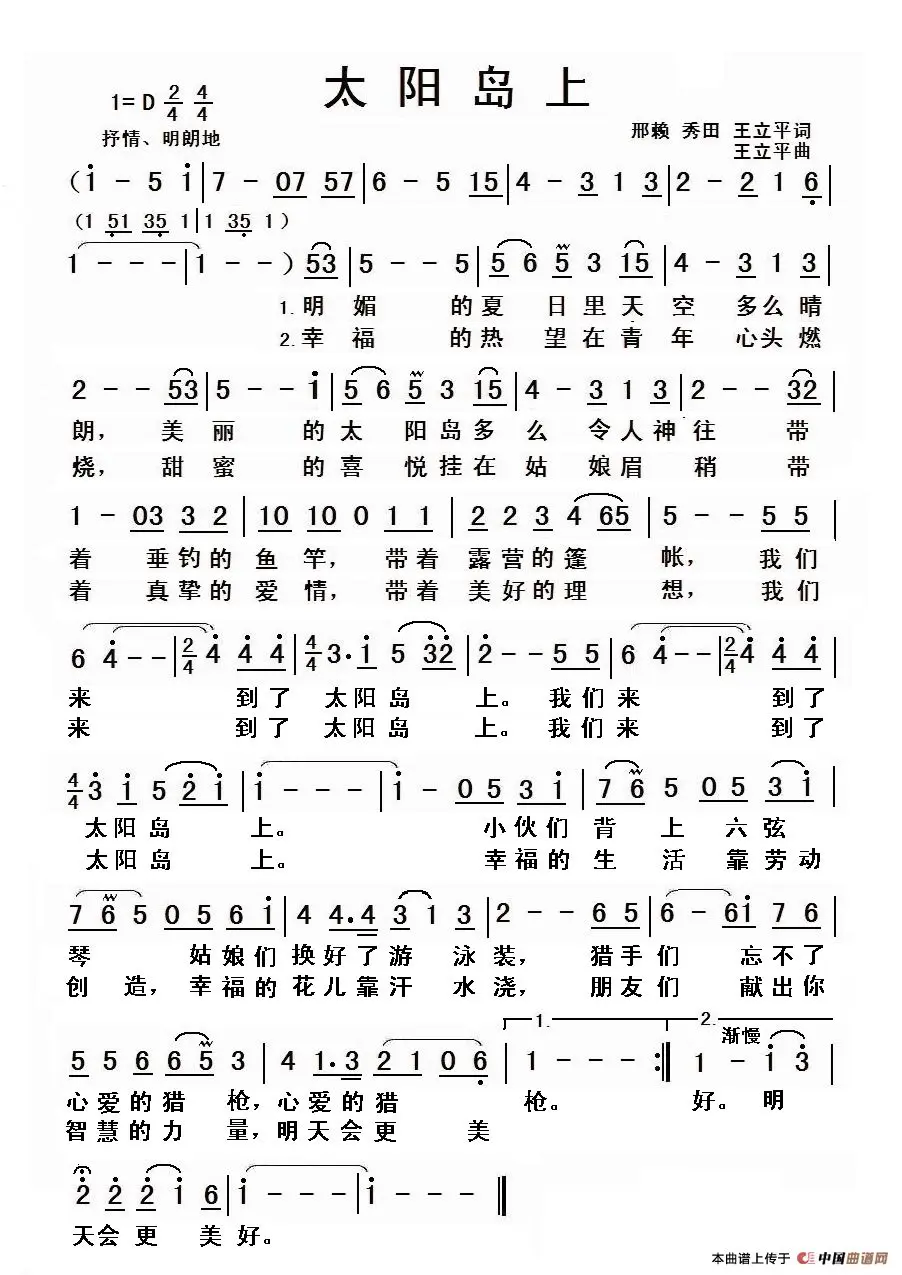 太阳岛上
1=D 2/4 4/4
抒情、明朗地
邢籁 秀田 王立平词
王立平曲
(i - 5 i | 7 - 07 57 | 6 - 5 15 | 4 - 3 1 3 | 2 - 2 1 6 |
(1 51 35 1 | 1 35 1)
1 - - - | 1 - - ) 53 | 5 - - 5 | 5 6 5 3 15 | 4 - 3 1 3 |
1.明媚的夏日里天空多么晴
2.幸福的热望在青年心头燃
2 - - 53 | 5 - - i | 5 6 5 3 15 | 4 - 3 1 3 | 2 - - 32 |
朗，美丽的太阳岛多么令人神往带
烧，甜蜜的喜悦挂在姑娘眉稍带
1 - 03 3 2 | 10 10 0 1 1 | 2 2 3 4 65 | 5 - - 5 5 |
着垂钓的鱼竿，带着露营的篷帐，我们
着真挚的爱情，带着美好的理想，我们
6 4 - - | 2/4 4 4 4 | 4/4 3. i 5 32 | 2 - - 5 5 | 6 4 - - | 2/4 4 4 4 |
来到了太阳岛上。我们来到了
来到了太阳岛上。我们来到了
4/4 3 i 5 2 i | i - - - | i - 05 3 i | 7 6 5 05 3 i |
太阳岛上。小伙们背上六弦
太阳岛上。幸福的生活靠劳动
7 6 5 05 6 i | 4 4.4 3 1 3 | 2 - - 6 5 | 6 - 6i 7 6 |
琴姑娘们换好了游泳装，猎手们忘不了
创造，幸福的花儿靠汗水浇，朋友们献出你
1. 2.
渐慢
5 5 6 6 5 3 | 4 1.3 2 1 0 6 | 1 - - :‖ 1 - i 3 |
心爱的猎枪，心爱的猎枪。好。明
智慧的力量，明天会更美
2 2 2 i 6 | i - - - | i - - - ‖
天会更美好。
本曲谱上传于 中国曲谱网